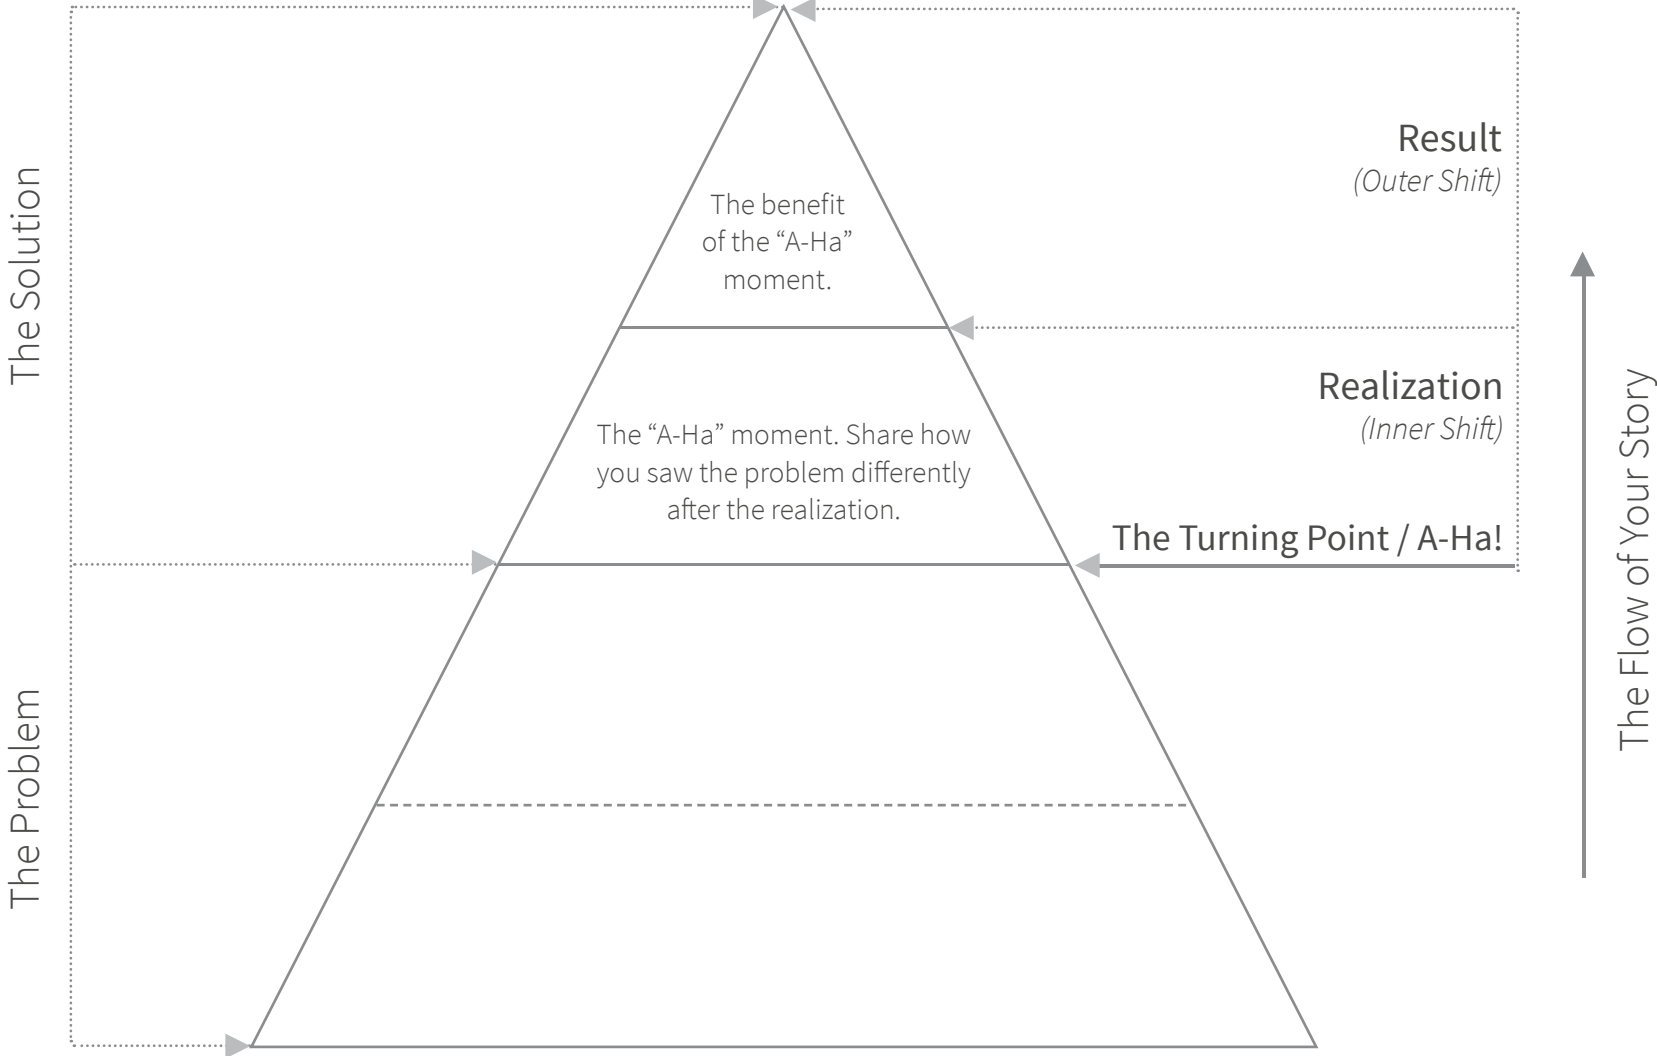 The Solution
The Problem
The benefit
of the “A-Ha”
moment.
The “A-Ha” moment. Share how
you saw the problem differently
after the realization.
Result
(Outer Shift)
Realization
(Inner Shift)
The Turning Point / A-Ha!
The Flow of Your Story